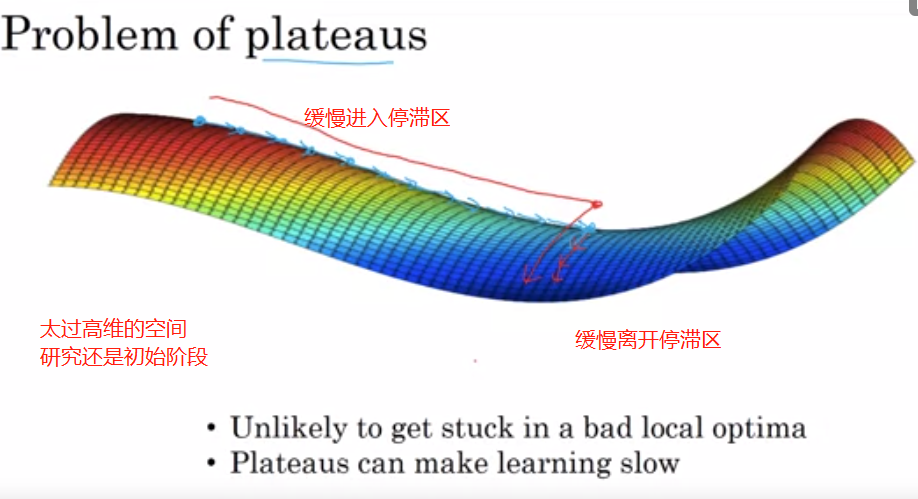 Problem of plateaus
缓慢进入停滞区
太过高维的空间
研究还是初始阶段
缓慢离开停滞区
• Unlikely to get stuck in a bad local optima
• Plateaus can make learning slow